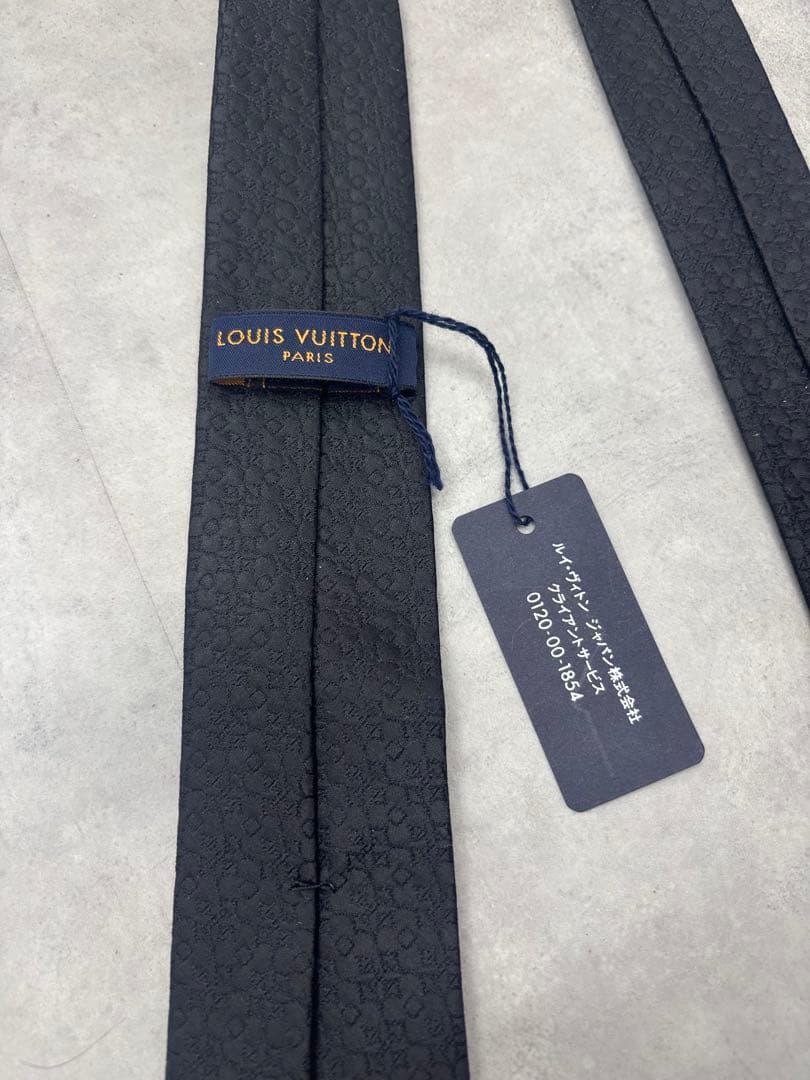 LOUIS VUITTON
PARIS
ルイ・ヴィトン ジャパン株式会社
クライアントサービス
0120-00-1854